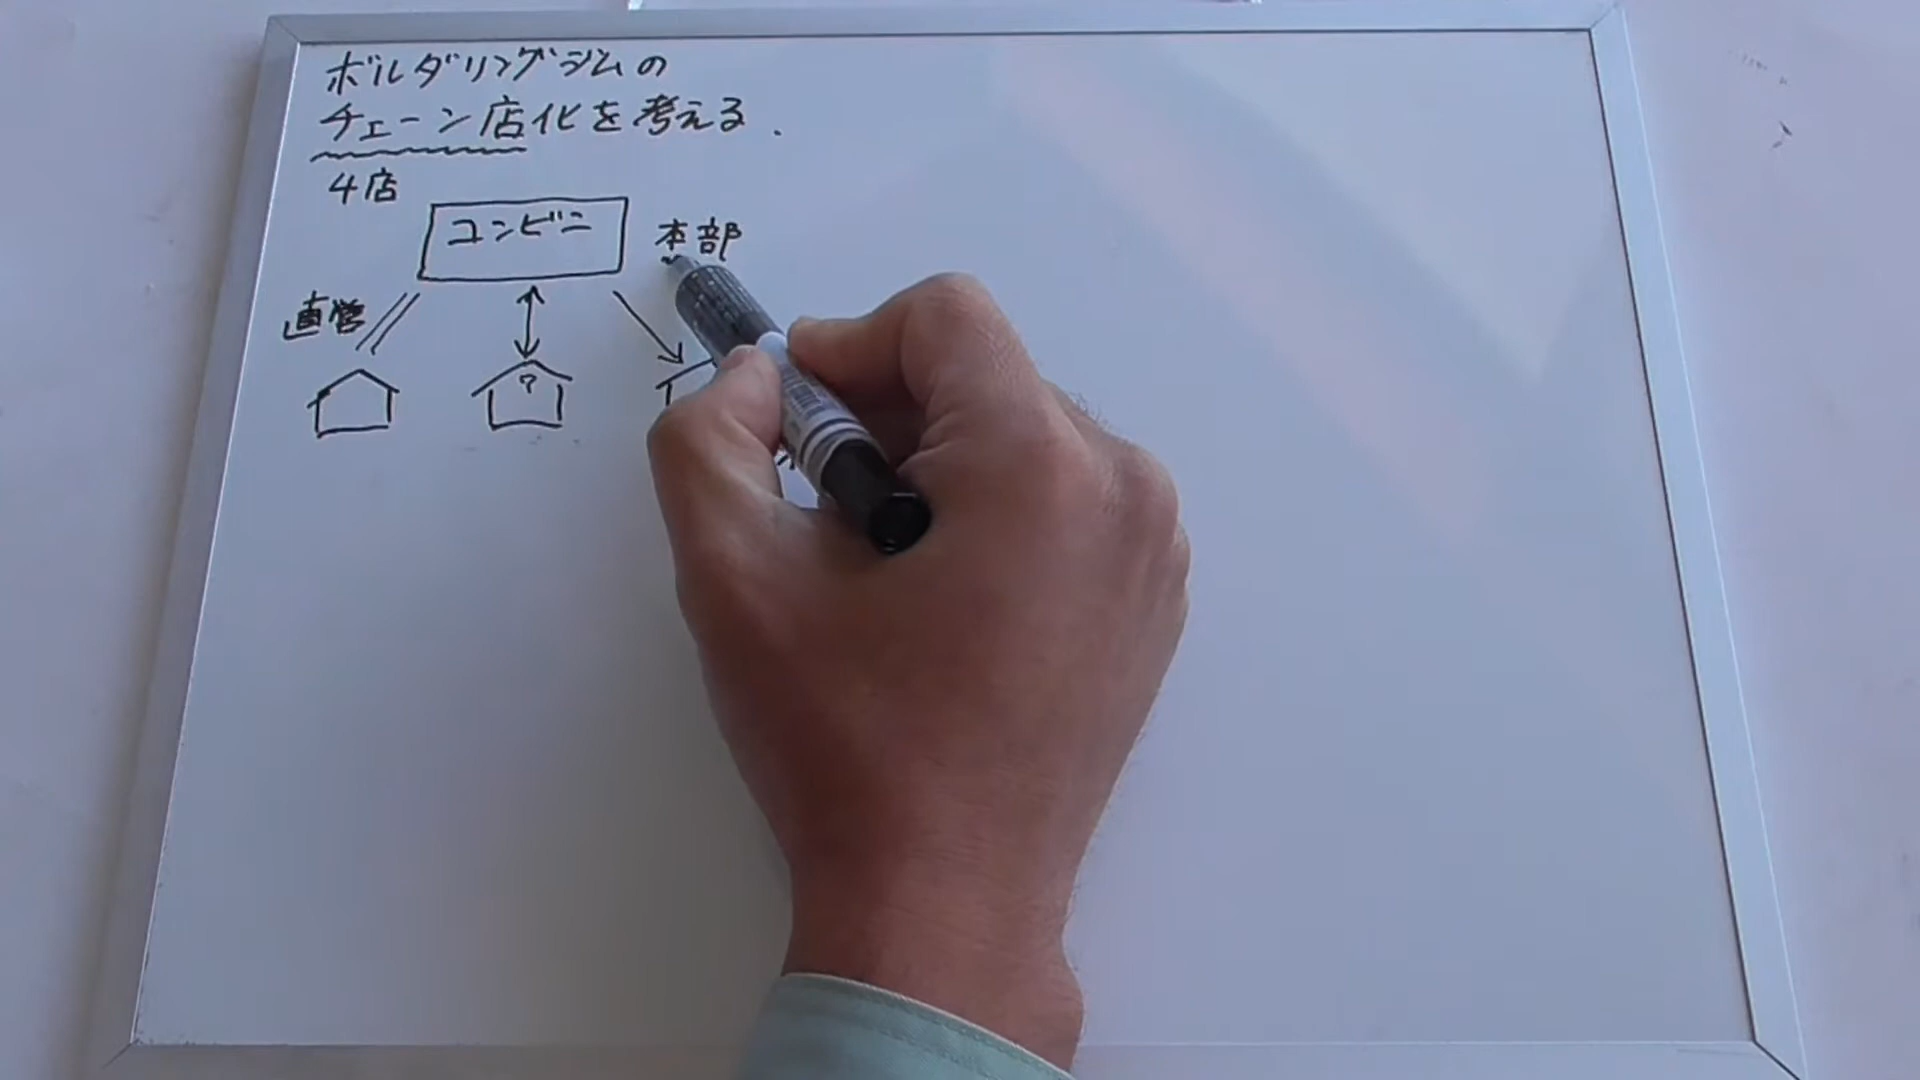 ボルダリングジムの
チェーン店化を考える.
4店
コンビニ
本部
直営
?